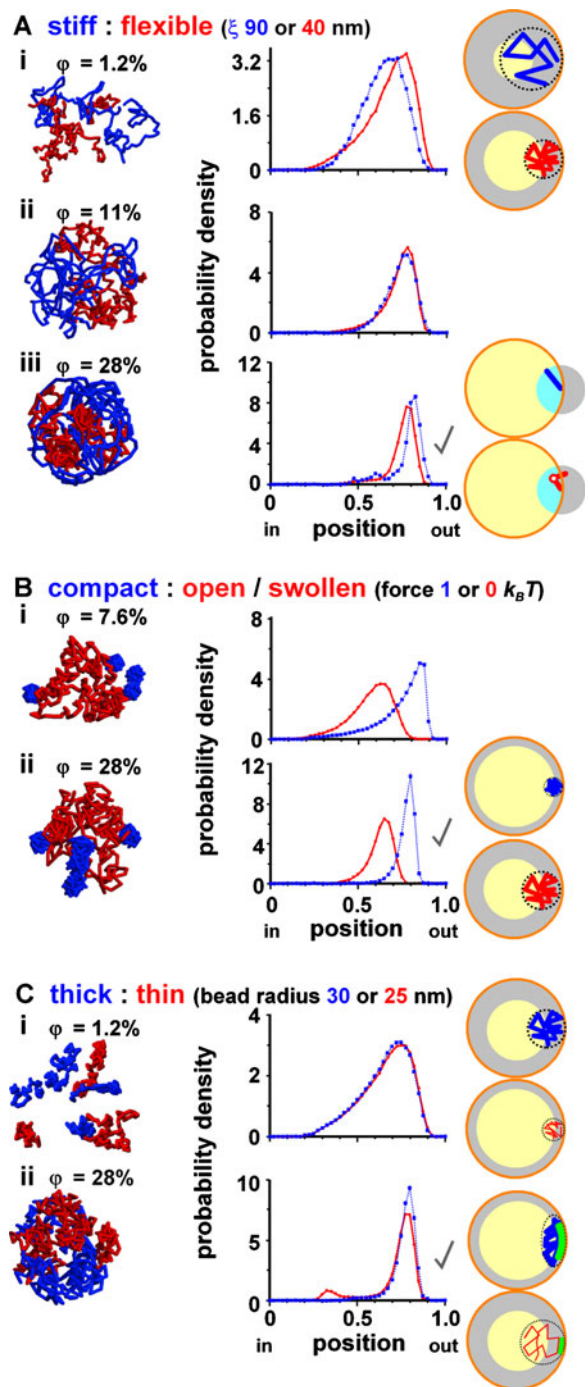 A stiff : flexible (ξ 90 or 40 nm)
i φ = 1.2%
3.2
1.6
0
ii φ = 11%
8
4
0
iii φ = 28%
12
8
4
0
probability density
0 0.5 1.0
in position out
B compact : open / swollen (force 1 or 0 kBT)
i φ = 7.6%
8
4
0
ii φ = 28%
12
9
6
3
0
probability density
0 0.5 1.0
in position out
C thick : thin (bead radius 30 or 25 nm)
i φ = 1.2%
4
2
0
ii φ = 28%
10
5
0
probability density
0 0.5 1.0
in position out